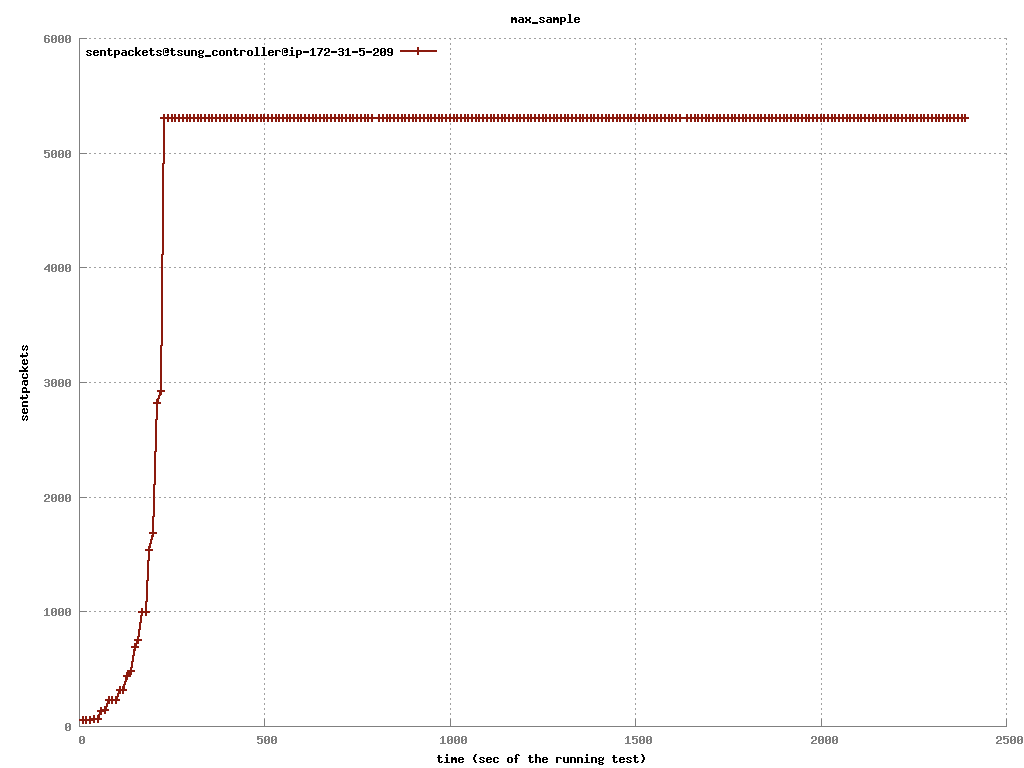 max_sample
6000
sentpackets@tsung_controller@ip-172-31-5-209
5000
4000
3000
sentpackets
2000
1000
0
0 500 1000 1500 2000 2500
time (sec of the running test)